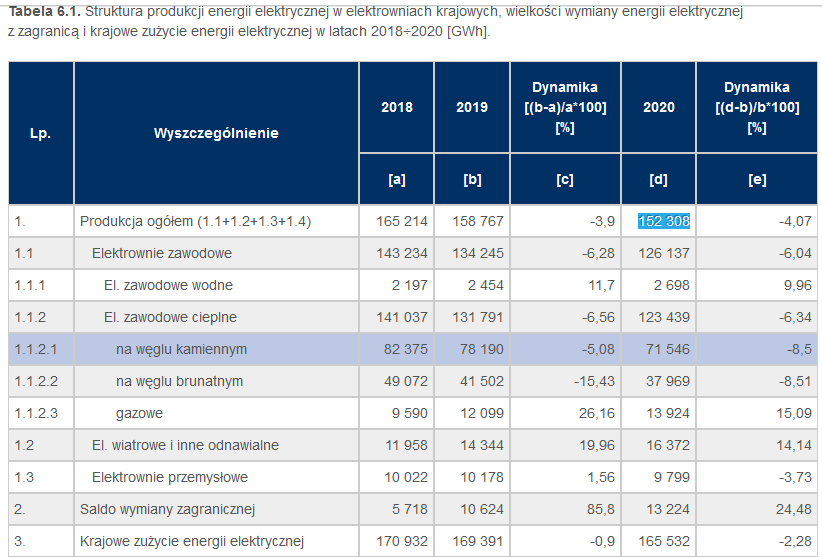 Tabela 6.1. Struktura produkcji energii elektrycznej w elektrowniach krajowych, wielkości wymiany energii elektrycznej
z zagranicą i krajowe zużycie energii elektrycznej w latach 2018÷2020 [GWh].
Lp. Wyszczególnienie 2018 2019 Dynamika [(b-a)/a*100] [%] 2020 Dynamika [(d-b)/b*100] [%]
[a] [b] [c] [d] [e]
1. Produkcja ogółem (1.1+1.2+1.3+1.4) 165 214 158 767 -3,9 152 308 -4,07
1.1 Elektrownie zawodowe 143 234 134 245 -6,28 126 137 -6,04
1.1.1 El. zawodowe wodne 2 197 2 454 11,7 2 698 9,96
1.1.2 El. zawodowe cieplne 141 037 131 791 -6,56 123 439 -6,34
1.1.2.1 na węglu kamiennym 82 375 78 190 -5,08 71 546 -8,5
1.1.2.2 na węglu brunatnym 49 072 41 502 -15,43 37 969 -8,51
1.1.2.3 gazowe 9 590 12 099 26,16 13 924 15,09
1.2 El. wiatrowe i inne odnawialne 11 958 14 344 19,96 16 372 14,14
1.3 Elektrownie przemysłowe 10 022 10 178 1,56 9 799 -3,73
2. Saldo wymiany zagranicznej 5 718 10 624 85,8 13 224 24,48
3. Krajowe zużycie energii elektrycznej 170 932 169 391 -0,9 165 532 -2,28